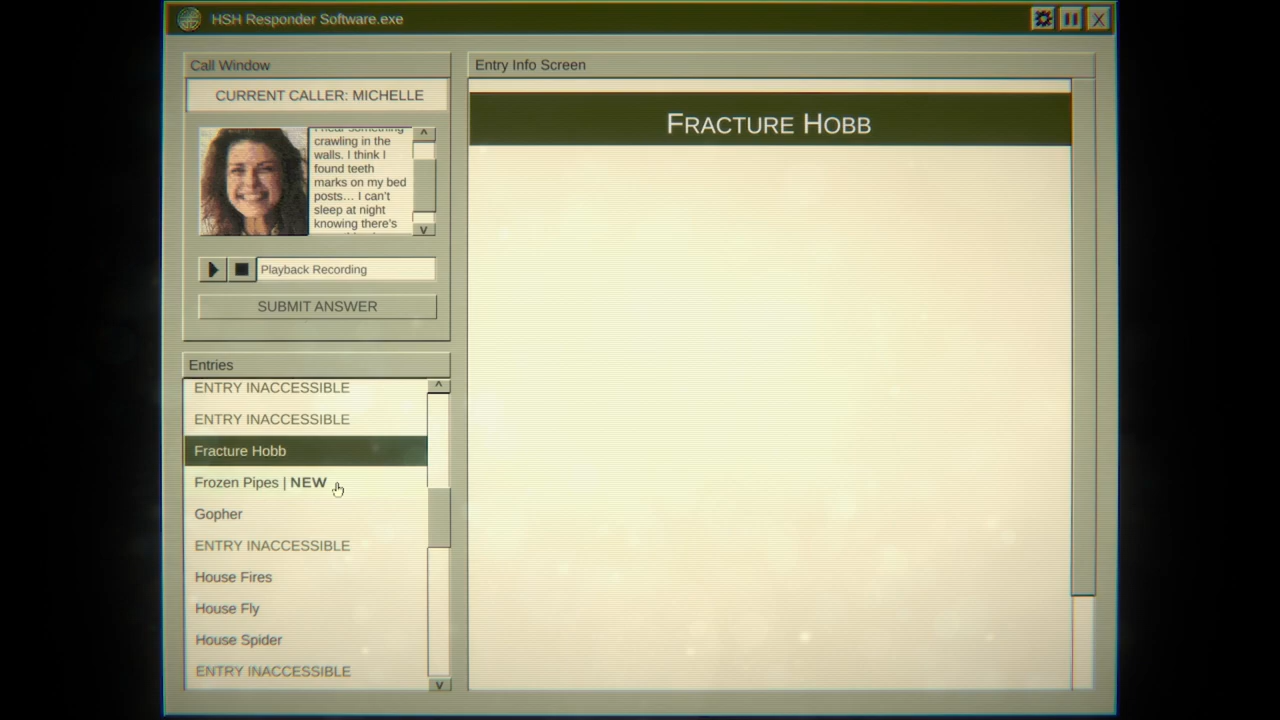 HSH Responder Software.exe
Call Window
CURRENT CALLER: MICHELLE
I hear something
crawling in the
walls. I think I
found teeth
marks on my bed
posts... I can't
sleep at night
knowing there's
Playback Recording
SUBMIT ANSWER
Entries
ENTRY INACCESSIBLE
ENTRY INACCESSIBLE
Fracture Hobb
Frozen Pipes | NEW
Gopher
ENTRY INACCESSIBLE
House Fires
House Fly
House Spider
ENTRY INACCESSIBLE
Entry Info Screen
FRACTURE HOBB